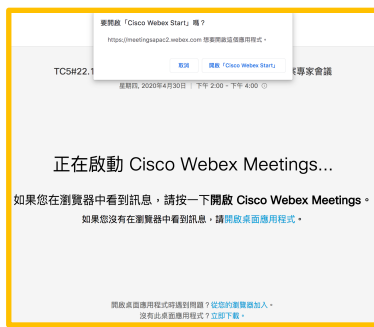 要開啟「Cisco Webex Start」嗎？
https://meetingsapac2.webex.com 想要開啟這個應用程式。
取消 開啟「Cisco Webex Start」
TC5#22.1 專家會議
星期四, 2020年4月30日 | 下午 2:00 - 下午 4:00
正在啟動 Cisco Webex Meetings...
如果您在瀏覽器中看到訊息，請按一下開啟 Cisco Webex Meetings。
如果您沒有在瀏覽器中看到訊息，請開啟桌面應用程式。
開啟桌面應用程式時遇到問題？從您的瀏覽器加入。
沒有此桌面應用程式？立即下載。